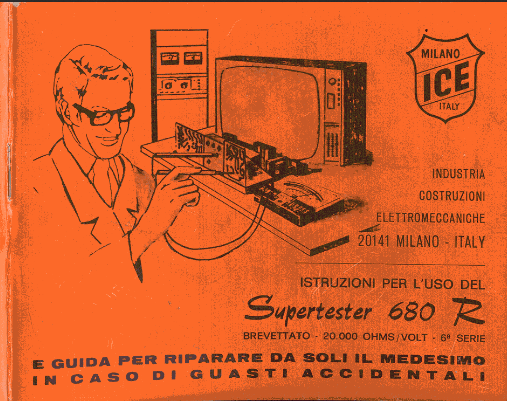 MILANO
ICE
ITALY
INDUSTRIA
COSTRUZIONI
ELETTROMECCANICHE
20141 MILANO - ITALY
ISTRUZIONI PER L'USO DEL
Supertester 680 R
BREVETTATO - 20.000 OHMS/VOLT - 6ª SERIE
E GUIDA PER RIPARARE DA SOLI IL MEDESIMO
IN CASO DI GUASTI ACCIDENTALI